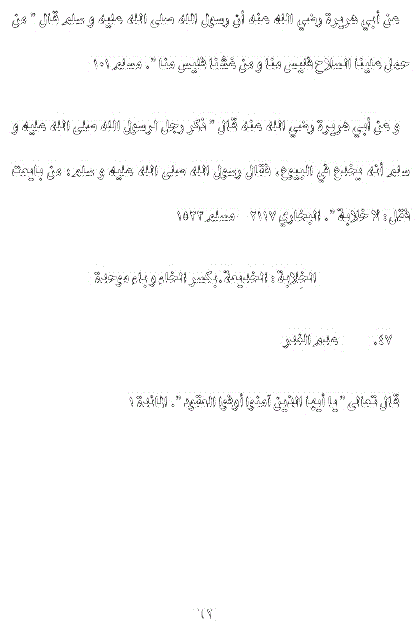 عن أبي هريرة رضي الله عنه أن رسول الله صلى الله عليه و سلم قال " من
حمل علينا السلاح فليس منا و من غشنا فليس منا ". مسلم ١٠١
و عن أبي هريرة رضي الله عنه قال " ذكر رجل لرسول الله صلى الله عليه و
سلم أنه يخدع في البيوع، فقال رسول الله صلى الله عليه و سلم : من بايعت
فقل : لا خلابة ". البخاري ٢١١٧ - مسلم ١٥٣٣
الخلابة : الخديعة. بكسر الخاء و باء موحدة
٤٧. عدم الغدر
قال تعالى " يا أيها الذين آمنوا أوفوا العقود ". المائدة ١
٦٢